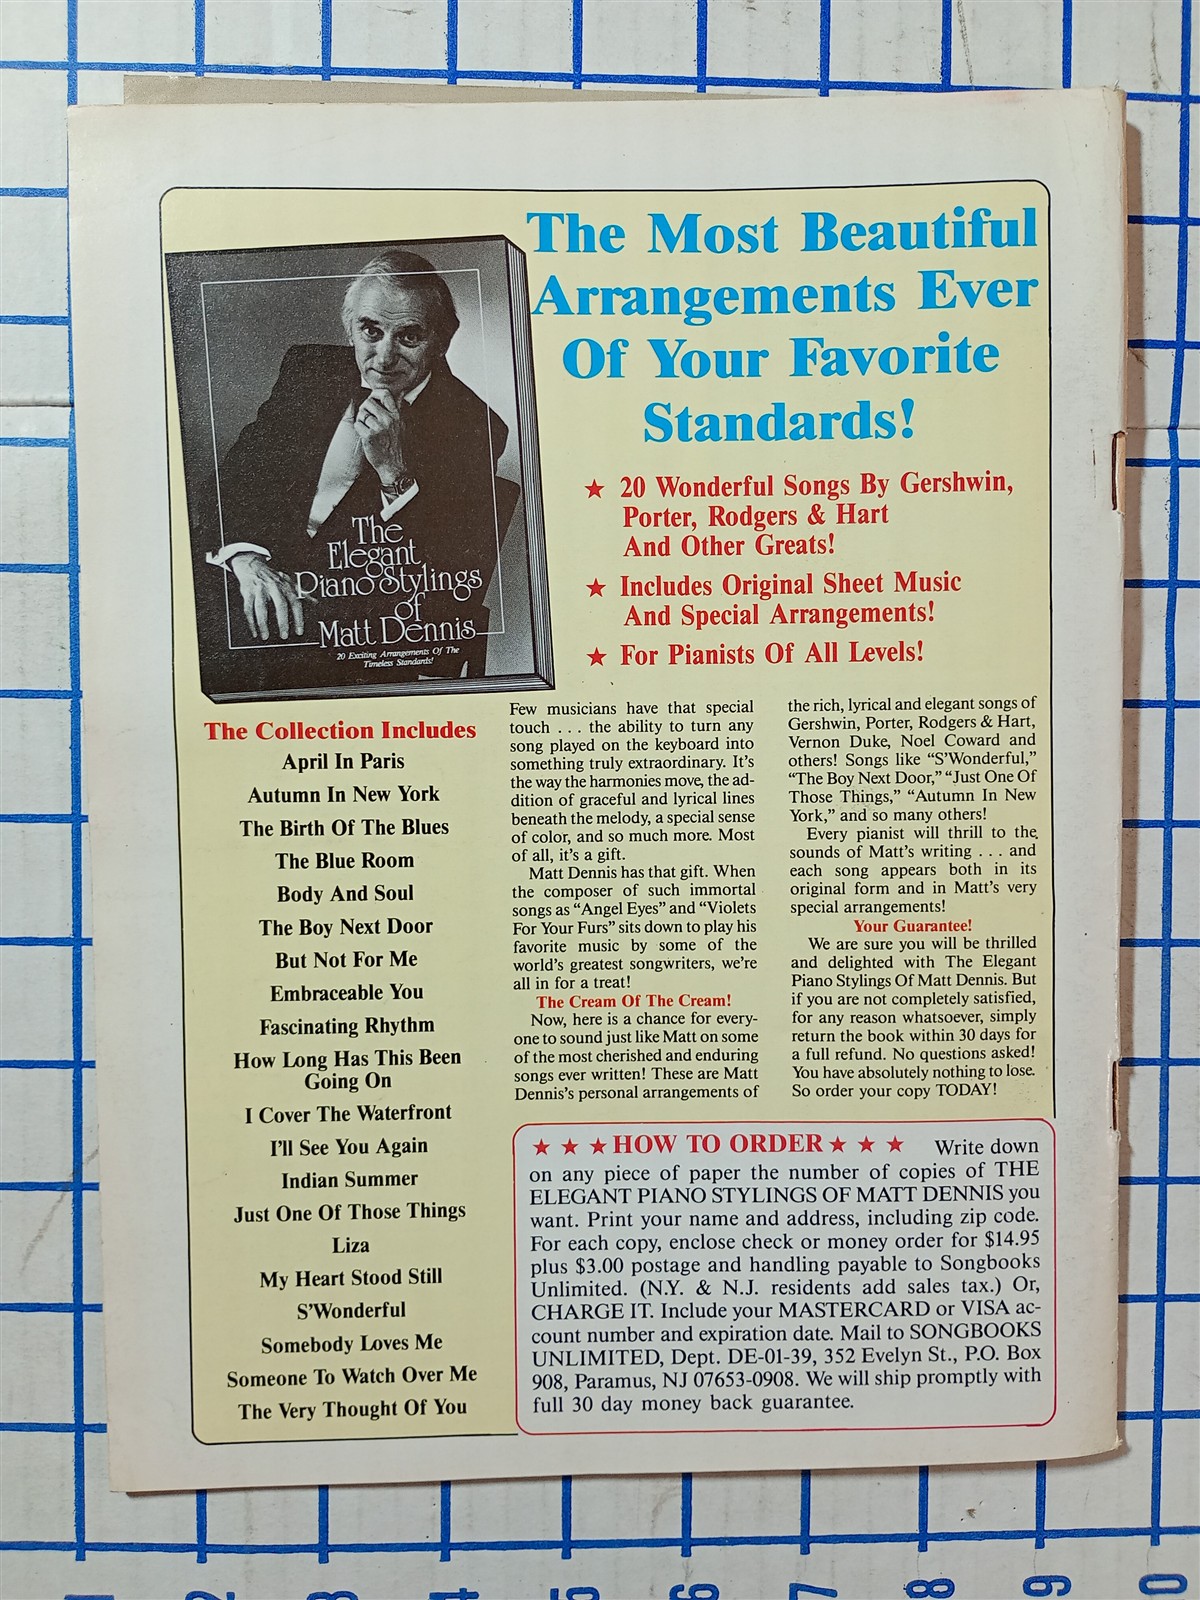 The Most Beautiful
Arrangements Ever
Of Your Favorite
Standards!
★ 20 Wonderful Songs By Gershwin,
Porter, Rodgers & Hart
And Other Greats!
★ Includes Original Sheet Music
And Special Arrangements!
★ For Pianists Of All Levels!
The
Elegant
Piano Stylings
of
Matt Dennis
20 Exciting Arrangements Of The
Timeless Standards!
The Collection Includes
April In Paris
Autumn In New York
The Birth Of The Blues
The Blue Room
Body And Soul
The Boy Next Door
But Not For Me
Embraceable You
Fascinating Rhythm
How Long Has This Been
Going On
I Cover The Waterfront
I'll See You Again
Indian Summer
Just One Of Those Things
Liza
My Heart Stood Still
S'Wonderful
Somebody Loves Me
Someone To Watch Over Me
The Very Thought Of You
Few musicians have that special
touch . . . the ability to turn any
song played on the keyboard into
something truly extraordinary. It's
the way the harmonies move, the ad-
dition of graceful and lyrical lines
beneath the melody, a special sense
of color, and so much more. Most
of all, it's a gift.
Matt Dennis has that gift. When
the composer of such immortal
songs as "Angel Eyes" and "Violets
For Your Furs" sits down to play his
favorite music by some of the
world's greatest songwriters, we're
all in for a treat!
The Cream Of The Cream!
Now, here is a chance for every-
one to sound just like Matt on some
of the most cherished and enduring
songs ever written! These are Matt
Dennis's personal arrangements of
the rich, lyrical and elegant songs of
Gershwin, Porter, Rodgers & Hart,
Vernon Duke, Noel Coward and
others! Songs like "S'Wonderful,"
"The Boy Next Door," "Just One Of
Those Things," "Autumn In New
York," and so many others!
Every pianist will thrill to the
sounds of Matt's writing . . . and
each song appears both in its
original form and in Matt's very
special arrangements!
Your Guarantee!
We are sure you will be thrilled
and delighted with The Elegant
Piano Stylings Of Matt Dennis. But
if you are not completely satisfied,
for any reason whatsoever, simply
return the book within 30 days for
a full refund. No questions asked!
You have absolutely nothing to lose.
So order your copy TODAY!
★ ★ ★ HOW TO ORDER ★ ★ ★ Write down
on any piece of paper the number of copies of THE
ELEGANT PIANO STYLINGS OF MATT DENNIS you
want. Print your name and address, including zip code.
For each copy, enclose check or money order for $14.95
plus $3.00 postage and handling payable to Songbooks
Unlimited. (N.Y. & N.J. residents add sales tax.) Or,
CHARGE IT. Include your MASTERCARD or VISA ac-
count number and expiration date. Mail to SONGBOOKS
UNLIMITED, Dept. DE-01-39, 352 Evelyn St., P.O. Box
908, Paramus, NJ 07653-0908. We will ship promptly with
full 30 day money back guarantee.
1 2 3 4 5 6 7 8 9 0